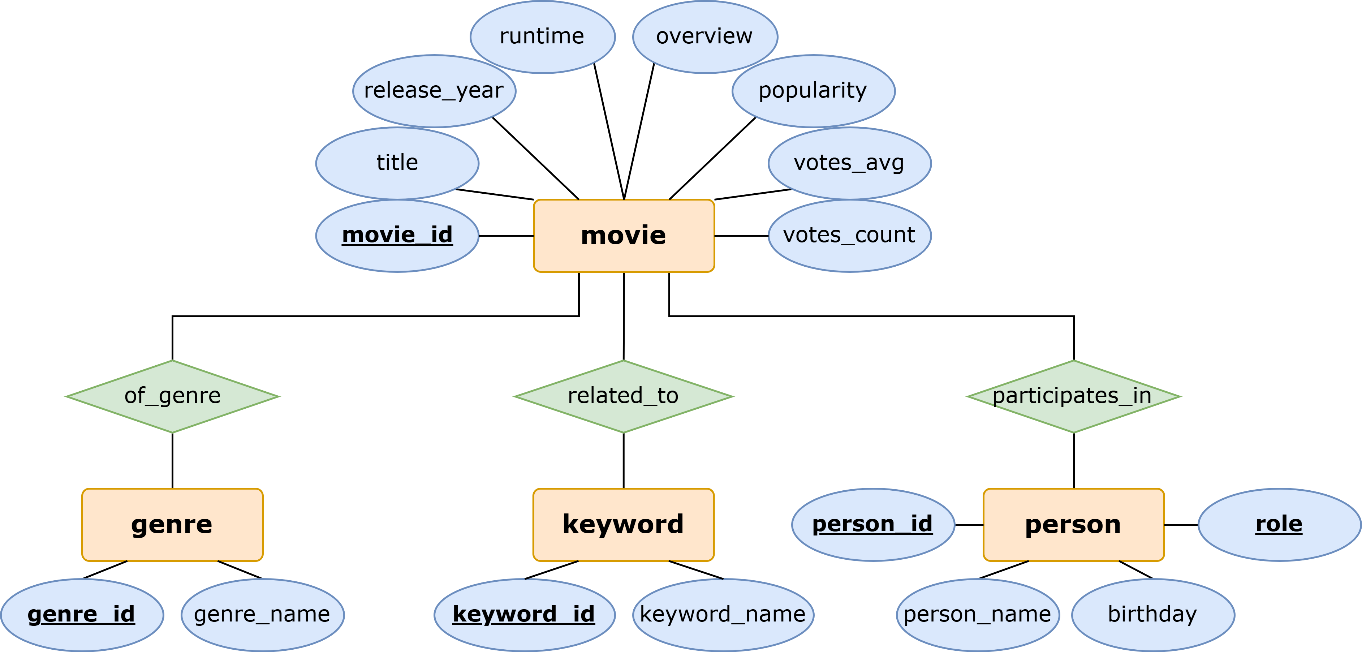 runtime
overview
release_year
popularity
title
votes_avg
movie_id
movie
votes_count
of_genre
related_to
participates_in
genre
keyword
person_id
person
role
genre_id
genre_name
keyword_id
keyword_name
person_name
birthday